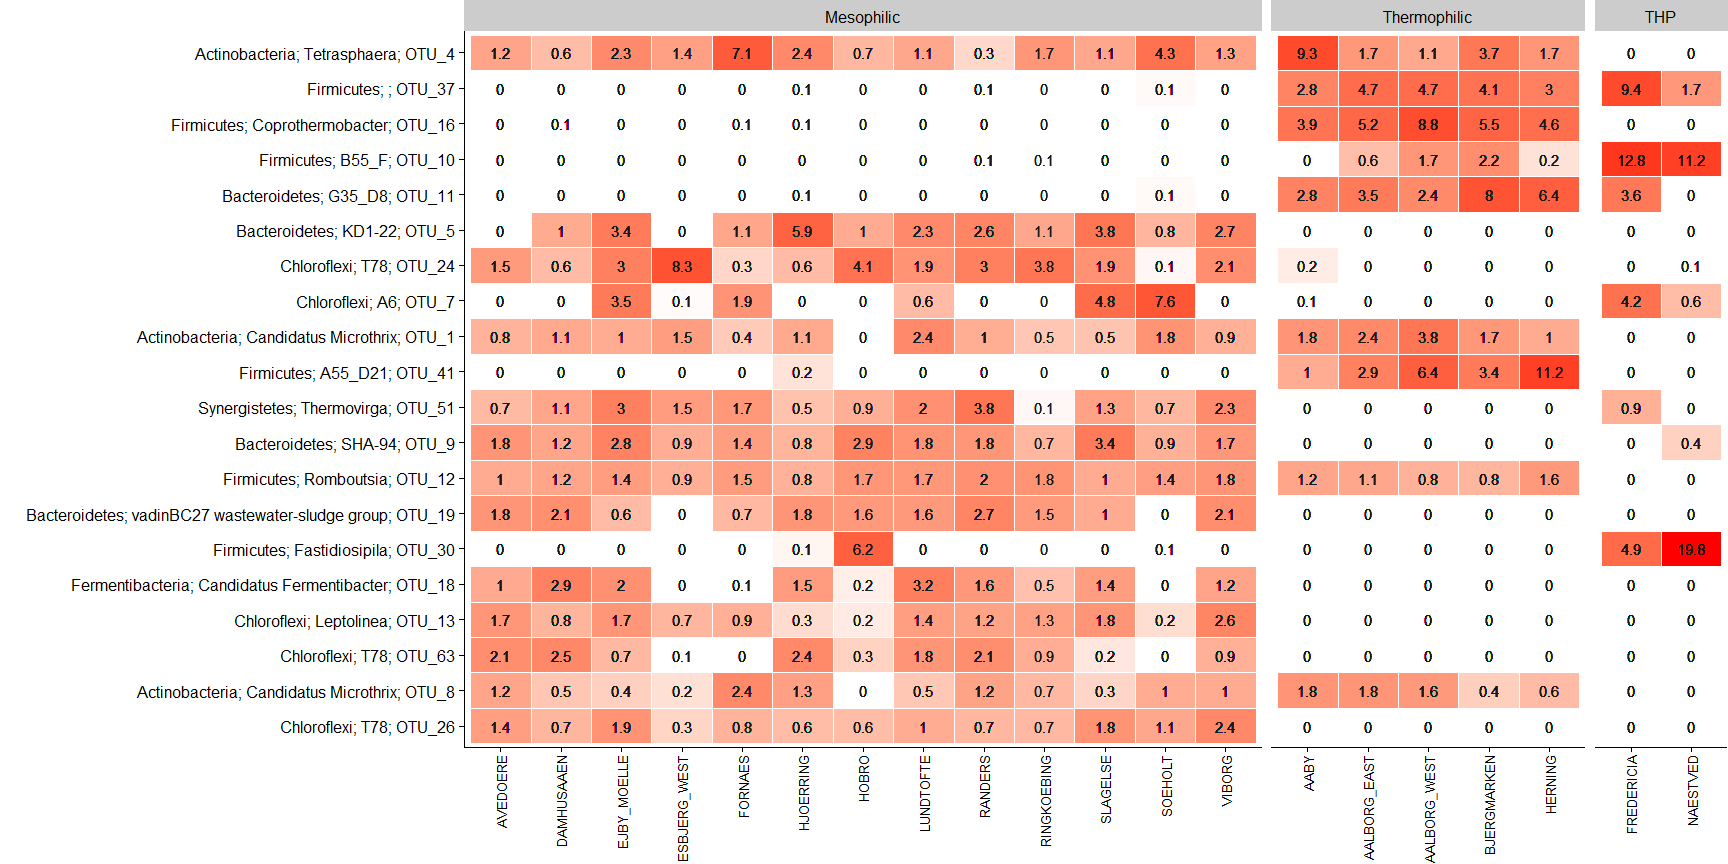 Mesophilic Thermophilic THP
Actinobacteria; Tetrasphaera; OTU_4 1.2 0.6 2.3 1.4 7.1 2.4 0.7 1.1 0.3 1.7 1.1 4.3 1.3 9.3 1.7 1.1 3.7 1.7 0 0
Firmicutes; ; OTU_37 0 0 0 0 0 0.1 0 0 0.1 0 0 0.1 0 2.8 4.7 4.7 4.1 3 9.4 1.7
Firmicutes; Coprothermobacter; OTU_16 0 0.1 0 0 0.1 0.1 0 0 0 0 0 0 0 3.9 5.2 8.8 5.5 4.6 0 0
Firmicutes; B55_F; OTU_10 0 0 0 0 0 0 0 0 0.1 0.1 0 0 0 0 0.6 1.7 2.2 0.2 12.8 11.2
Bacteroidetes; G35_D8; OTU_11 0 0 0 0 0 0.1 0 0 0 0 0 0.1 0 2.8 3.5 2.4 8 6.4 3.6 0
Bacteroidetes; KD1-22; OTU_5 0 1 3.4 0 1.1 5.9 1 2.3 2.6 1.1 3.8 0.8 2.7 0 0 0 0 0 0 0
Chloroflexi; T78; OTU_24 1.5 0.6 3 8.3 0.3 0.6 4.1 1.9 3 3.8 1.9 0.1 2.1 0.2 0 0 0 0 0 0.1
Chloroflexi; A6; OTU_7 0 0 3.5 0.1 1.9 0 0 0.6 0 0 4.8 7.6 0 0.1 0 0 0 0 4.2 0.6
Actinobacteria; Candidatus Microthrix; OTU_1 0.8 1.1 1 1.5 0.4 1.1 0 2.4 1 0.5 0.5 1.8 0.9 1.8 2.4 3.8 1.7 1 0 0
Firmicutes; A55_D21; OTU_41 0 0 0 0 0 0.2 0 0 0 0 0 0 0 1 2.9 6.4 3.4 11.2 0 0
Synergistetes; Thermovirga; OTU_51 0.7 1.1 3 1.5 1.7 0.5 0.9 2 3.8 0.1 1.3 0.7 2.3 0 0 0 0 0 0.9 0
Bacteroidetes; SHA-94; OTU_9 1.8 1.2 2.8 0.9 1.4 0.8 2.9 1.8 1.8 0.7 3.4 0.9 1.7 0 0 0 0 0 0 0.4
Firmicutes; Romboutsia; OTU_12 1 1.2 1.4 0.9 1.5 0.8 1.7 1.7 2 1.8 1 1.4 1.8 1.2 1.1 0.8 0.8 1.6 0 0
Bacteroidetes; vadinBC27 wastewater-sludge group; OTU_19 1.8 2.1 0.6 0 0.7 1.8 1.6 1.6 2.7 1.5 1 0 2.1 0 0 0 0 0 0 0
Firmicutes; Fastidiosipila; OTU_30 0 0 0 0 0 0.1 6.2 0 0 0 0 0.1 0 0 0 0 0 0 4.9 19.8
Fermentibacteria; Candidatus Fermentibacter; OTU_18 1 2.9 2 0 0.1 1.5 0.2 3.2 1.6 0.5 1.4 0 1.2 0 0 0 0 0 0 0
Chloroflexi; Leptolinea; OTU_13 1.7 0.8 1.7 0.7 0.9 0.3 0.2 1.4 1.2 1.3 1.8 0.2 2.6 0 0 0 0 0 0 0
Chloroflexi; T78; OTU_63 2.1 2.5 0.7 0.1 0 2.4 0.3 1.8 2.1 0.9 0.2 0 0.9 0 0 0 0 0 0 0
Actinobacteria; Candidatus Microthrix; OTU_8 1.2 0.5 0.4 0.2 2.4 1.3 0 0.5 1.2 0.7 0.3 1 1 1.8 1.8 1.6 0.4 0.6 0 0
Chloroflexi; T78; OTU_26 1.4 0.7 1.9 0.3 0.8 0.6 0.6 1 0.7 0.7 1.8 1.1 2.4 0 0 0 0 0 0 0
AVEDOERE
DAMHUSAAEN
EJBY_MOELLE
ESBJERG_WEST
FORNAES
HJOERRING
HOBRO
LUNDTOFTE
RANDERS
RINGKOEBING
SLAGELSE
SOEHOLT
VIBORG
AABY
AALBORG_EAST
AALBORG_WEST
BJERGMARKEN
HERNING
FREDERICIA
NAESTVED